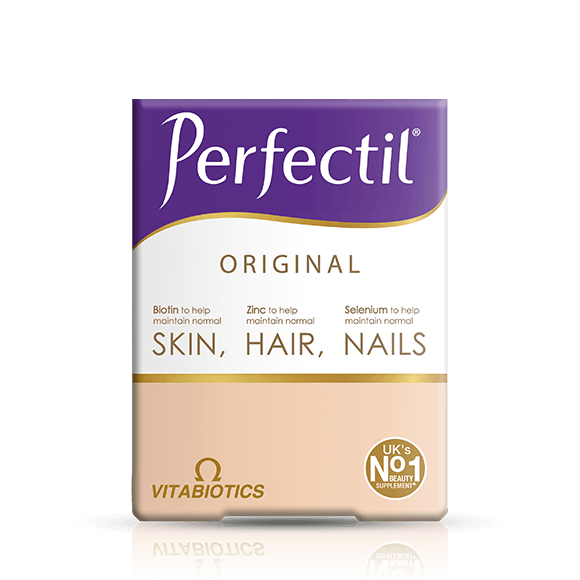 Perfectil®
ORIGINAL
Biotin to help maintain normal SKIN,
Zinc to help maintain normal HAIR,
Selenium to help maintain normal NAILS
Ω
VITABIOTICS
UK's
No1
BEAUTY
SUPPLEMENT*